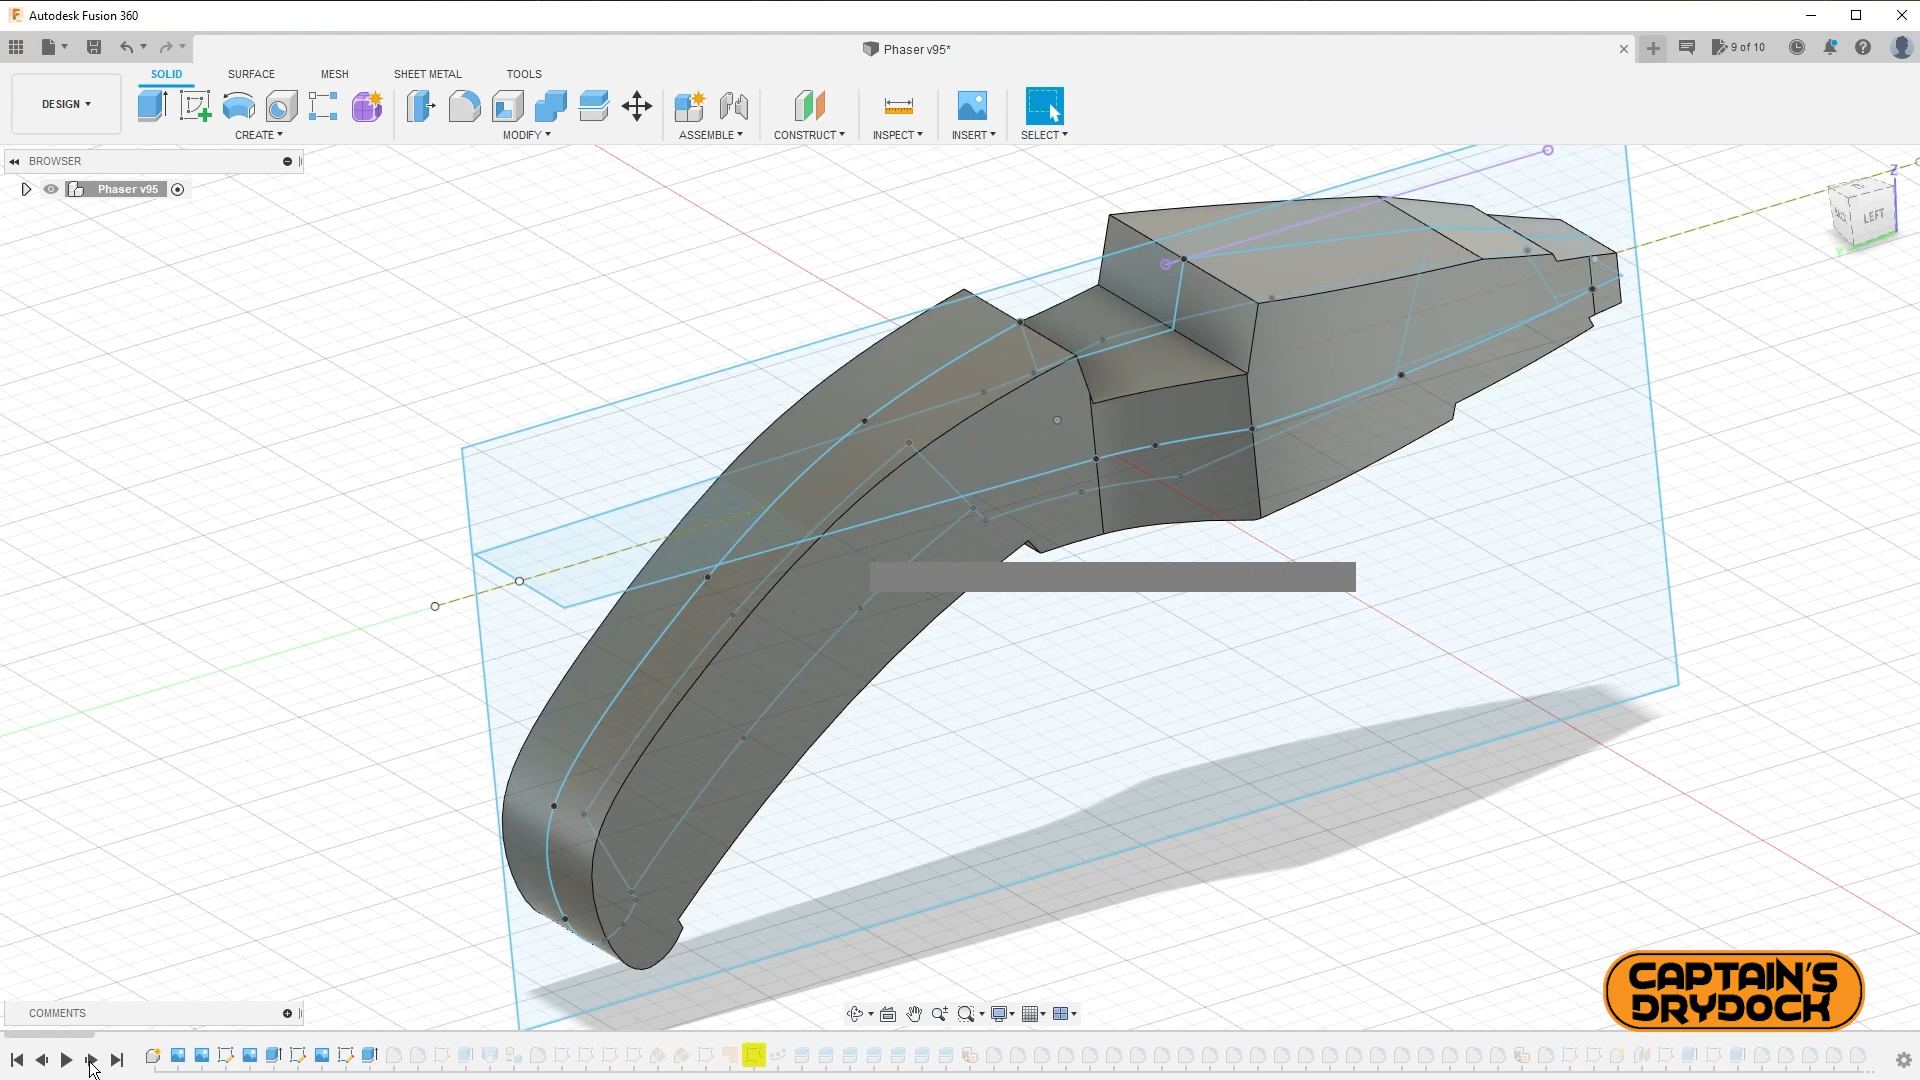 Autodesk Fusion 360
Phaser v95*
9 of 10
SOLID SURFACE MESH SHEET METAL TOOLS
DESIGN
CREATE MODIFY ASSEMBLE CONSTRUCT INSPECT INSERT SELECT
BROWSER
Phaser v95
Z
LEFT
Y
COMMENTS
CAPTAIN'S
DRYDOCK